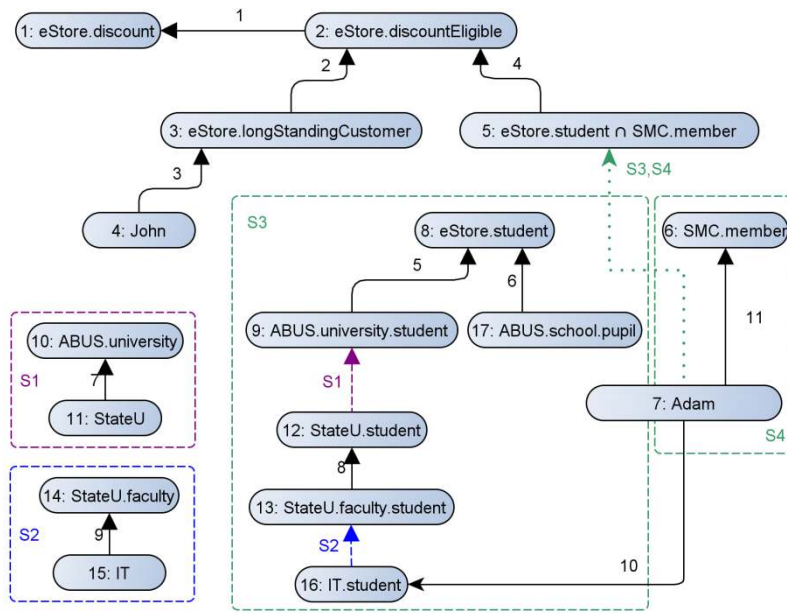 1
1: eStore.discount
2: eStore.discountEligible
2
4
3: eStore.longStandingCustomer
5: eStore.student ∩ SMC.member
3
S3,S4
4: John
S3
8: eStore.student
6: SMC.member
5
6
11
10: ABUS.university
9: ABUS.university.student
17: ABUS.school.pupil
S1
7
S1
11: StateU
7: Adam
12: StateU.student
S4
8
14: StateU.faculty
13: StateU.faculty.student
S2
9
S2
10
15: IT
16: IT.student